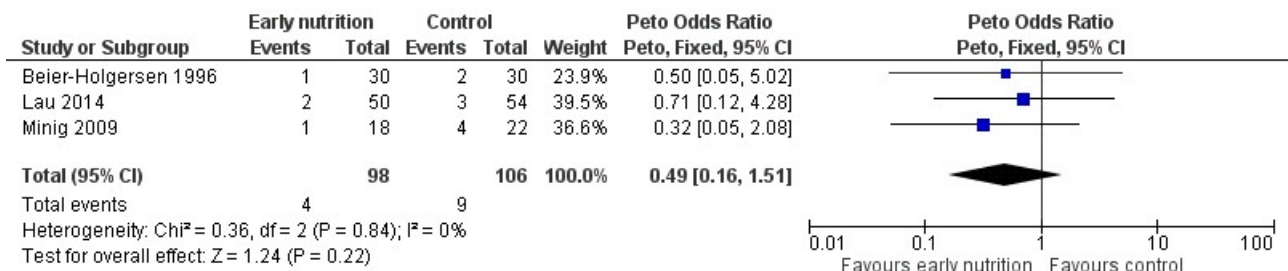 Early nutrition Control Peto Odds Ratio Peto Odds Ratio
Study or Subgroup Events Total Events Total Weight Peto, Fixed, 95% CI Peto, Fixed, 95% CI
Beier-Holgersen 1996 1 30 2 30 23.9% 0.50 [0.05, 5.02]
Lau 2014 2 50 3 54 39.5% 0.71 [0.12, 4.28]
Minig 2009 1 18 4 22 36.6% 0.32 [0.05, 2.08]
Total (95% CI) 98 106 100.0% 0.49 [0.16, 1.51]
Total events 4 9
Heterogeneity: Chi² = 0.36, df = 2 (P = 0.84); I² = 0%
Test for overall effect: Z = 1.24 (P = 0.22)
0.01 0.1 1 10 100
Favours early nutrition Favours control